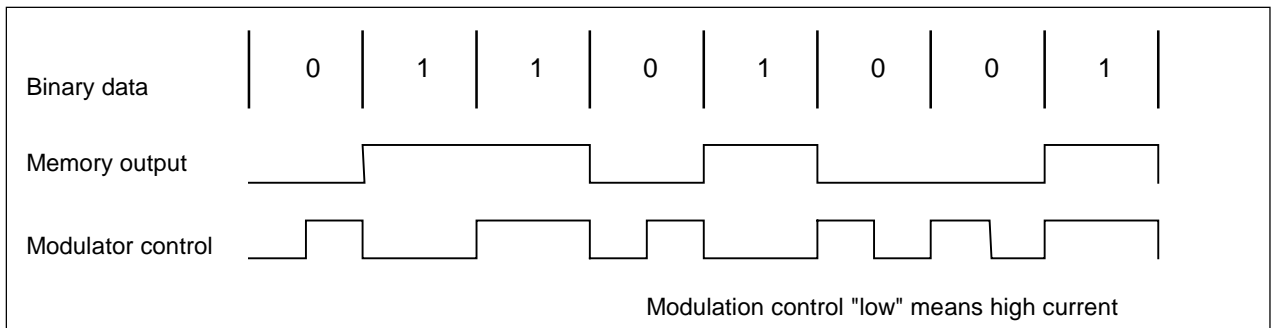 Binary data 0 1 1 0 1 0 0 1
Memory output
Modulator control
Modulation control "low" means high current